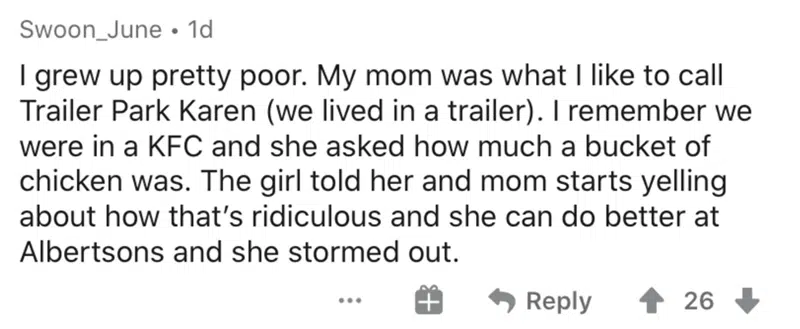 Swoon_June • 1d
I grew up pretty poor. My mom was what I like to call
Trailer Park Karen (we lived in a trailer). I remember we
were in a KFC and she asked how much a bucket of
chicken was. The girl told her and mom starts yelling
about how that’s ridiculous and she can do better at
Albertsons and she stormed out.
Reply 26